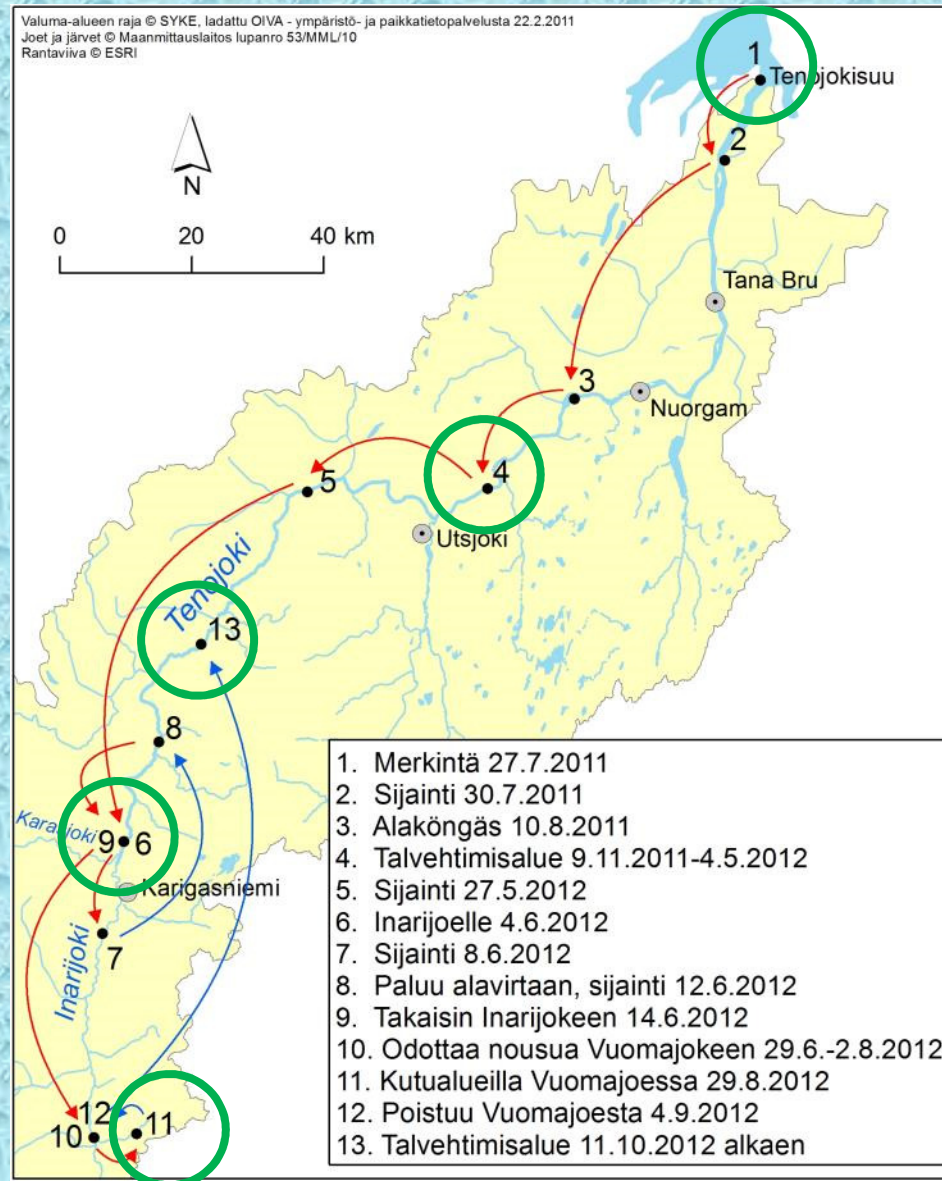 Valuma-alueen raja © SYKE, ladattu OIVA - ympäristö- ja paikkatietopalvelusta 22.2.2011
Joet ja järvet © Maanmittauslaitos lupanro 53/MML/10
Rantaviiva © ESRI
1
Tenojokisuu
2
N
0 20 40 km
Tana Bru
3
Nuorgam
4
5
Utsjoki
Tenojoki
13
8
Karasjoki
9 6
Karigasniemi
7
Inarijoki
12
10
11
1. Merkintä 27.7.2011
2. Sijainti 30.7.2011
3. Alaköngäs 10.8.2011
4. Talvehtimisalue 9.11.2011-4.5.2012
5. Sijainti 27.5.2012
6. Inarijoelle 4.6.2012
7. Sijainti 8.6.2012
8. Paluu alavirtaan, sijainti 12.6.2012
9. Takaisin Inarijokeen 14.6.2012
10. Odottaa nousua Vuomajokeen 29.6.-2.8.2012
11. Kutualueilla Vuomajoessa 29.8.2012
12. Poistuu Vuomajoesta 4.9.2012
13. Talvehtimisalue 11.10.2012 alkaen